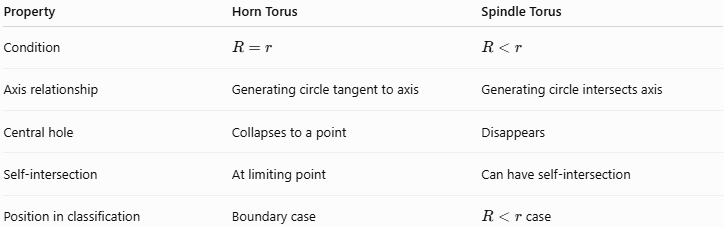 Property Horn Torus Spindle Torus
Condition R = r R < r
Axis relationship Generating circle tangent to axis Generating circle intersects axis
Central hole Collapses to a point Disappears
Self-intersection At limiting point Can have self-intersection
Position in classification Boundary case R < r case